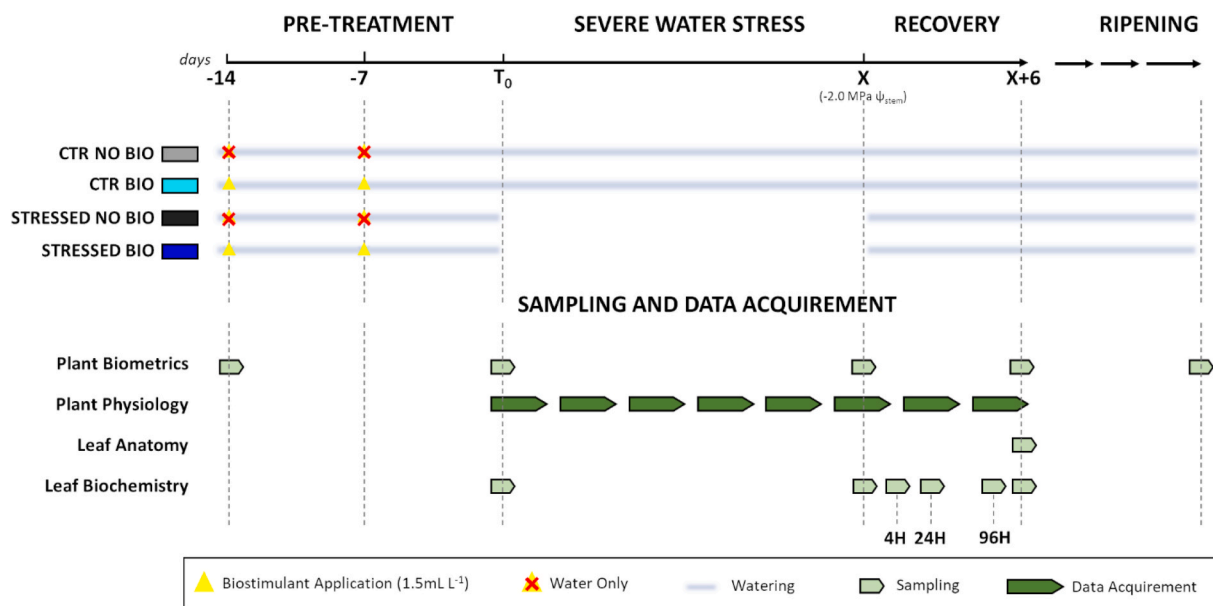 PRE-TREATMENT SEVERE WATER STRESS RECOVERY RIPENING
days
-14 -7 T0 X X+6
(-2.0 MPa ψstem)
CTR NO BIO
CTR BIO
STRESSED NO BIO
STRESSED BIO
SAMPLING AND DATA ACQUIREMENT
Plant Biometrics
Plant Physiology
Leaf Anatomy
Leaf Biochemistry
4H 24H 96H
Biostimulant Application (1.5mL L-1) Water Only Watering Sampling Data Acquirement